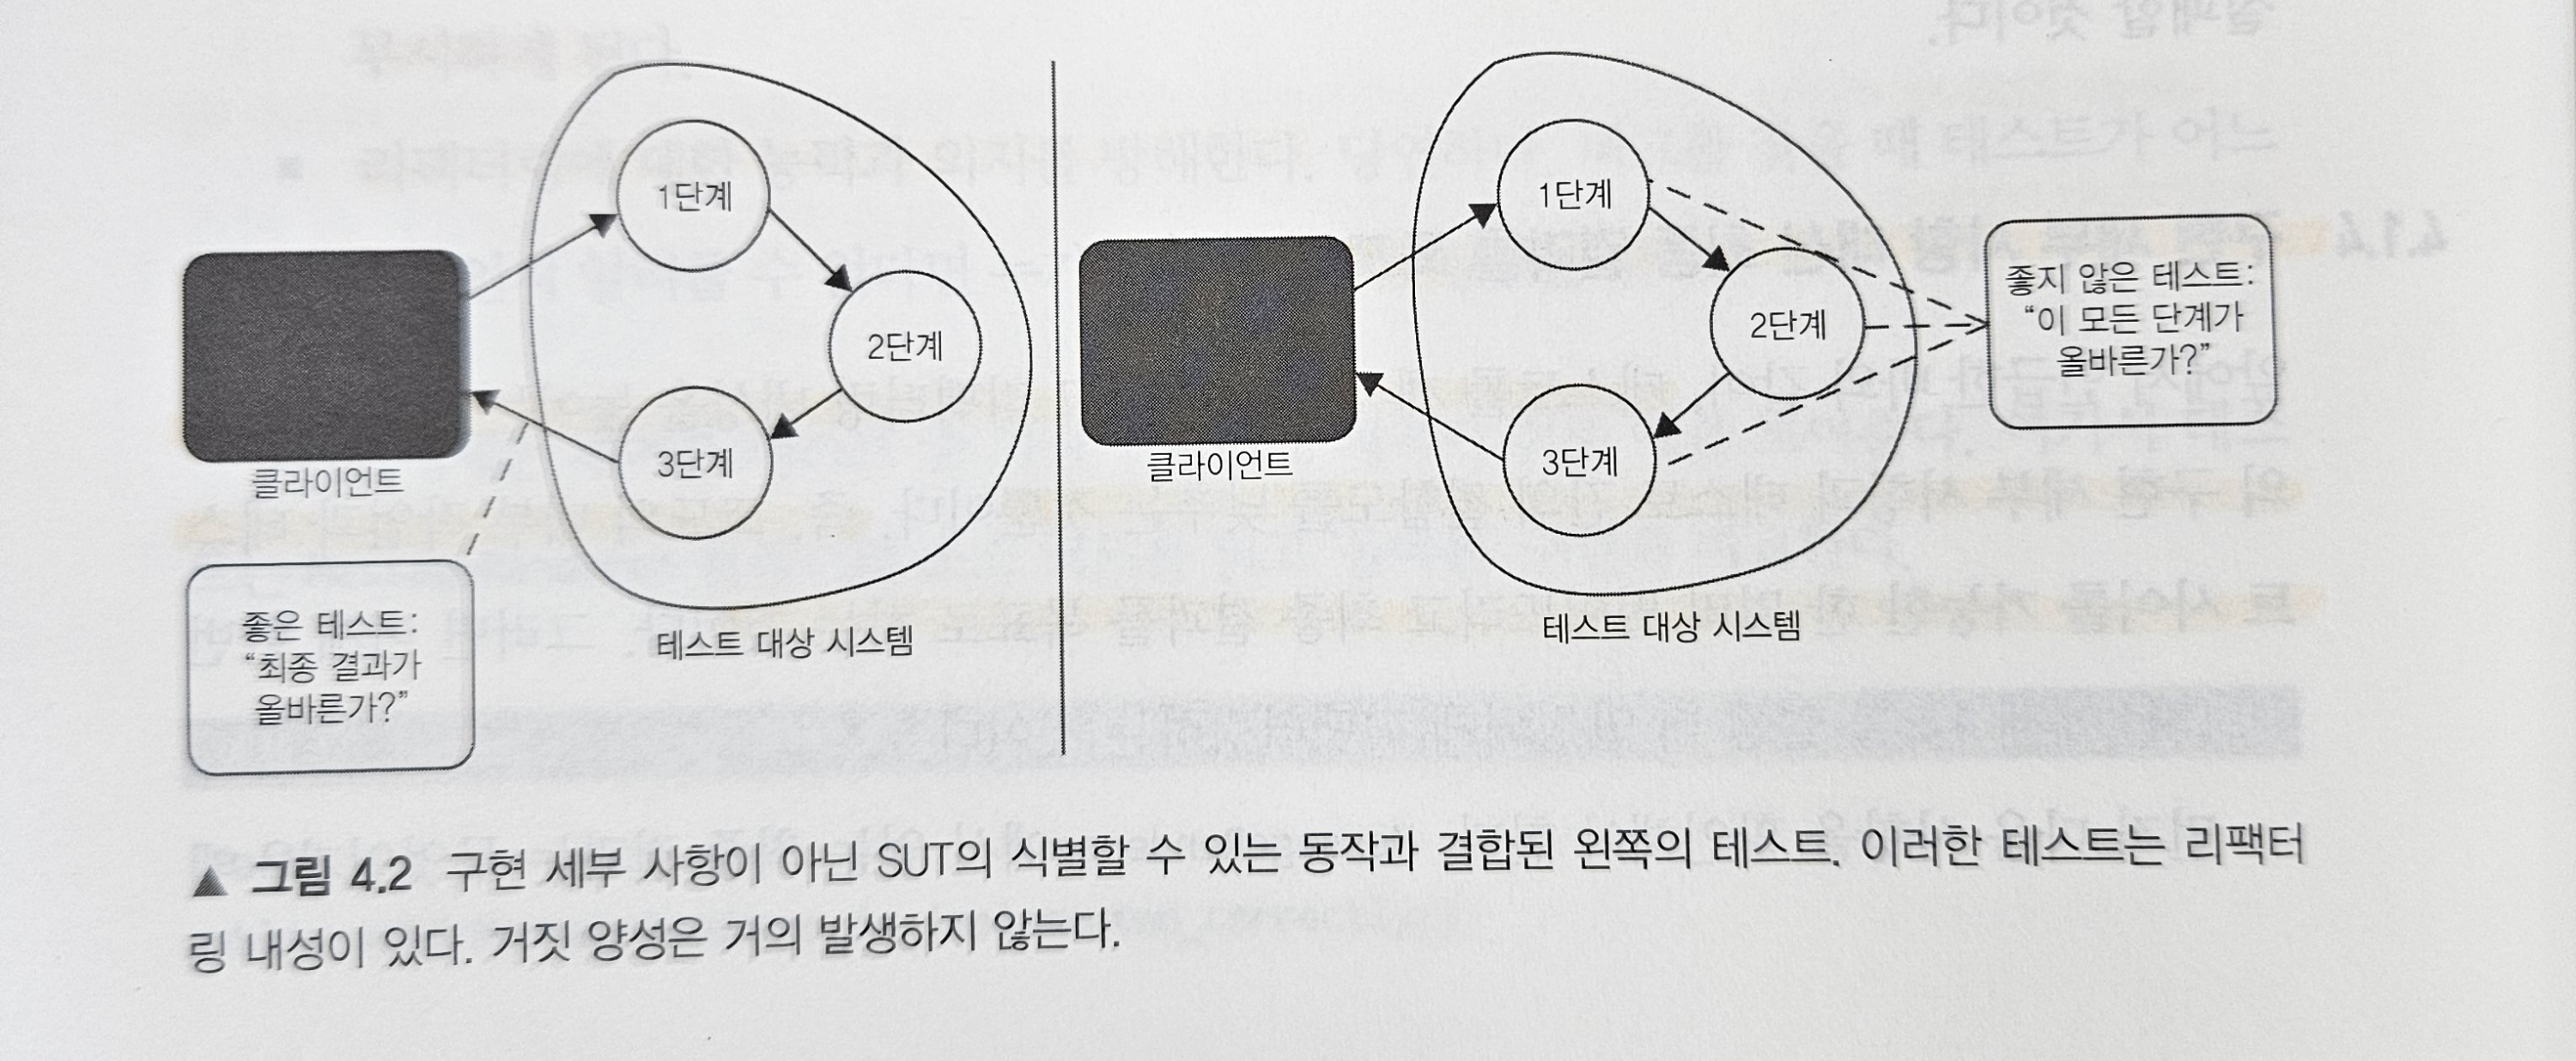 1단계
2단계
3단계
클라이언트
테스트 대상 시스템
좋은 테스트:
“최종 결과가
올바른가?”
1단계
2단계
3단계
클라이언트
테스트 대상 시스템
좋지 않은 테스트:
“이 모든 단계가
올바른가?”
▲ 그림 4.2 구현 세부 사항이 아닌 SUT의 식별할 수 있는 동작과 결합된 왼쪽의 테스트. 이러한 테스트는 리팩터
링 내성이 있다. 거짓 양성은 거의 발생하지 않는다.